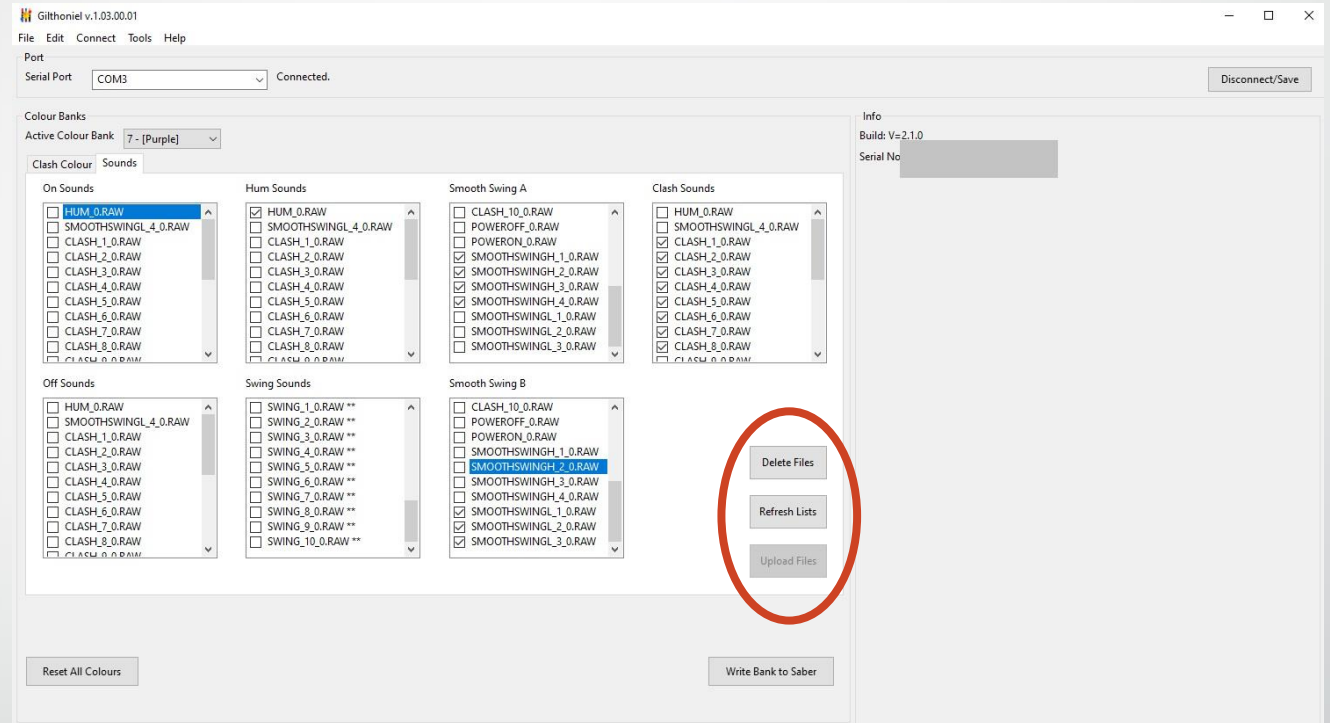 Gilthoniel v.1.03.00.01
File Edit Connect Tools Help
Port
Serial Port COM3 Connected.
Disconnect/Save
Colour Banks
Active Colour Bank 7 - [Purple]
Clash Colour Sounds
On Sounds
HUM_0.RAW
SMOOTHSWINGL_4_0.RAW
CLASH_1_0.RAW
CLASH_2_0.RAW
CLASH_3_0.RAW
CLASH_4_0.RAW
CLASH_5_0.RAW
CLASH_6_0.RAW
CLASH_7_0.RAW
CLASH_8_0.RAW
CLASH_9_0.RAW
Hum Sounds
HUM_0.RAW
SMOOTHSWINGL_4_0.RAW
CLASH_1_0.RAW
CLASH_2_0.RAW
CLASH_3_0.RAW
CLASH_4_0.RAW
CLASH_5_0.RAW
CLASH_6_0.RAW
CLASH_7_0.RAW
CLASH_8_0.RAW
CLASH_9_0.RAW
Smooth Swing A
CLASH_10_0.RAW
POWEROFF_0.RAW
POWERON_0.RAW
SMOOTHSWINGH_1_0.RAW
SMOOTHSWINGH_2_0.RAW
SMOOTHSWINGH_3_0.RAW
SMOOTHSWINGH_4_0.RAW
SMOOTHSWINGL_1_0.RAW
SMOOTHSWINGL_2_0.RAW
SMOOTHSWINGL_3_0.RAW
Clash Sounds
HUM_0.RAW
SMOOTHSWINGL_4_0.RAW
CLASH_1_0.RAW
CLASH_2_0.RAW
CLASH_3_0.RAW
CLASH_4_0.RAW
CLASH_5_0.RAW
CLASH_6_0.RAW
CLASH_7_0.RAW
CLASH_8_0.RAW
CLASH_9_0.RAW
Off Sounds
HUM_0.RAW
SMOOTHSWINGL_4_0.RAW
CLASH_1_0.RAW
CLASH_2_0.RAW
CLASH_3_0.RAW
CLASH_4_0.RAW
CLASH_5_0.RAW
CLASH_6_0.RAW
CLASH_7_0.RAW
CLASH_8_0.RAW
CLASH_9_0.RAW
Swing Sounds
SWING_1_0.RAW **
SWING_2_0.RAW **
SWING_3_0.RAW **
SWING_4_0.RAW **
SWING_5_0.RAW **
SWING_6_0.RAW **
SWING_7_0.RAW **
SWING_8_0.RAW **
SWING_9_0.RAW **
SWING_10_0.RAW **
Smooth Swing B
CLASH_10_0.RAW
POWEROFF_0.RAW
POWERON_0.RAW
SMOOTHSWINGH_1_0.RAW
SMOOTHSWINGH_2_0.RAW
SMOOTHSWINGH_3_0.RAW
SMOOTHSWINGH_4_0.RAW
SMOOTHSWINGL_1_0.RAW
SMOOTHSWINGL_2_0.RAW
SMOOTHSWINGL_3_0.RAW
Delete Files
Refresh Lists
Upload Files
Reset All Colours
Write Bank to Saber
Info
Build: V=2.1.0
Serial No